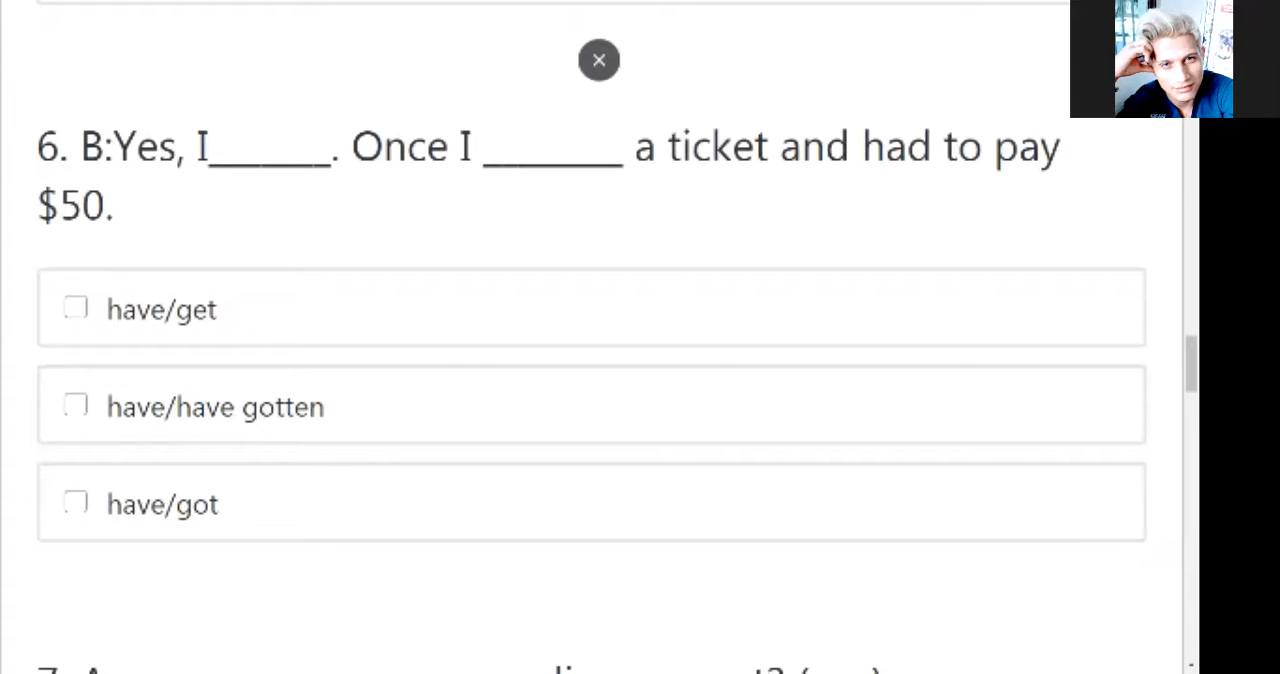 6. B:Yes, I______. Once I _______ a ticket and had to pay
$50.
have/get
have/have gotten
have/got